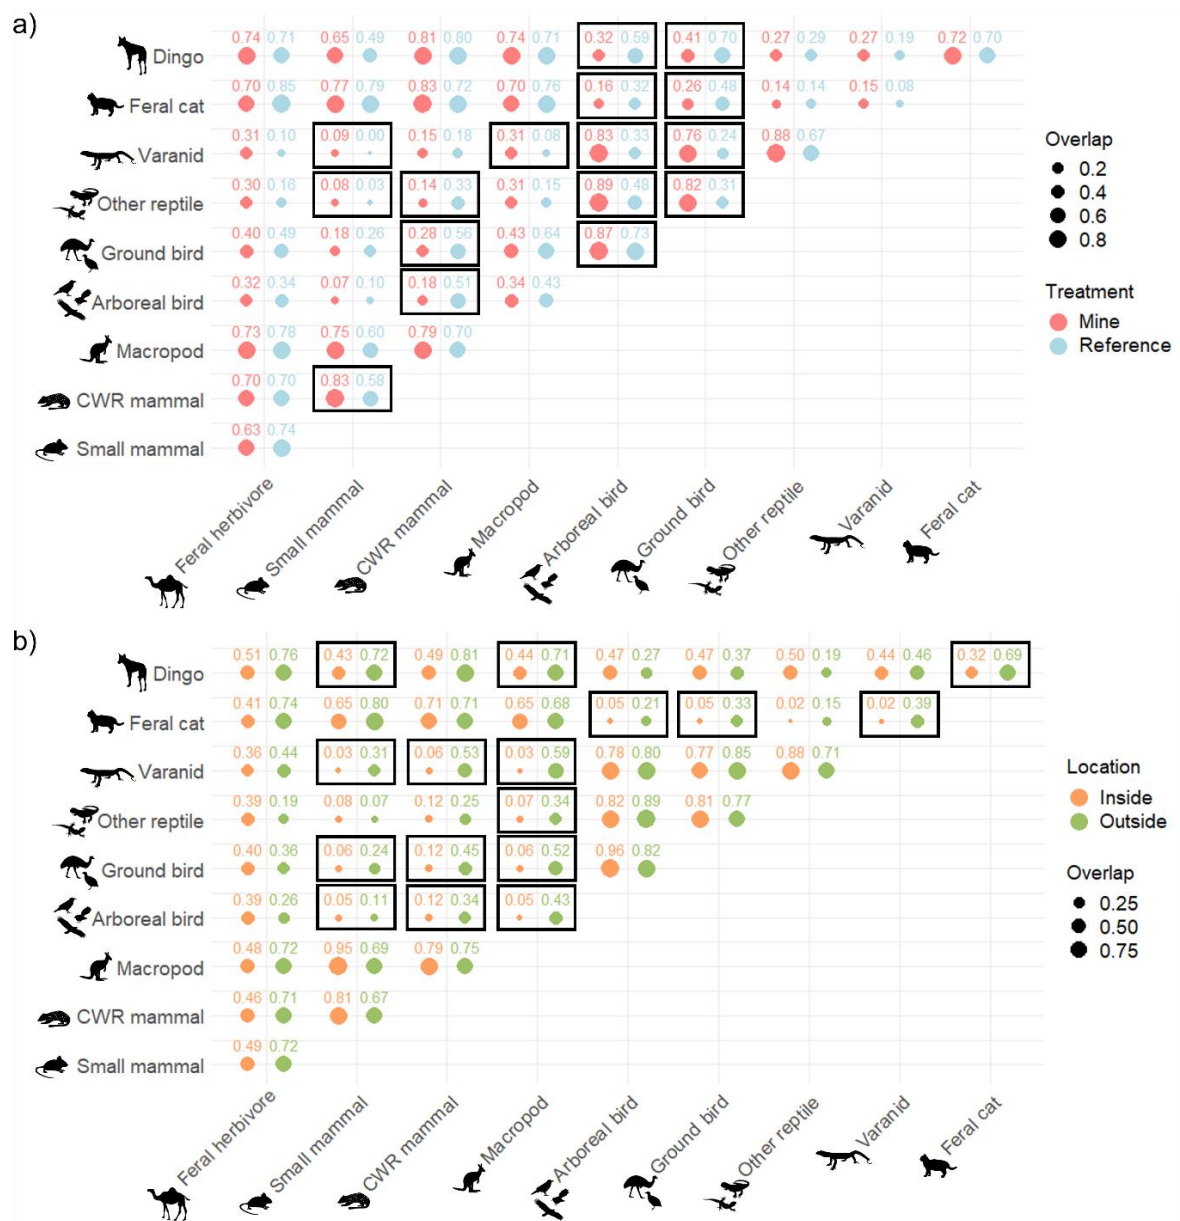 a)
0.74 0.71 0.65 0.49 0.81 0.80 0.74 0.71 0.32 0.59 0.41 0.70 0.27 0.29 0.27 0.19 0.72 0.70
Dingo
0.70 0.85 0.77 0.79 0.83 0.72 0.70 0.76 0.16 0.32 0.26 0.48 0.14 0.14 0.15 0.08
Feral cat
0.31 0.10 0.09 0.00 0.15 0.18 0.31 0.08 0.83 0.33 0.76 0.24 0.88 0.67
Varanid
0.30 0.16 0.08 0.03 0.14 0.33 0.31 0.15 0.89 0.48 0.82 0.31
Other reptile
0.40 0.49 0.18 0.26 0.28 0.56 0.43 0.64 0.87 0.73
Ground bird
0.32 0.34 0.07 0.10 0.18 0.51 0.34 0.43
Arboreal bird
0.73 0.78 0.75 0.60 0.79 0.70
Macropod
0.70 0.70 0.83 0.58
CWR mammal
0.63 0.74
Small mammal
Feral herbivore
Small mammal
CWR mammal
Macropod
Arboreal bird
Ground bird
Other reptile
Varanid
Feral cat
Overlap
0.2
0.4
0.6
0.8
Treatment
Mine
Reference
b)
0.51 0.76 0.43 0.72 0.49 0.81 0.44 0.71 0.47 0.27 0.47 0.37 0.50 0.19 0.44 0.46 0.32 0.69
Dingo
0.41 0.74 0.65 0.80 0.71 0.71 0.65 0.68 0.05 0.21 0.05 0.33 0.02 0.15 0.02 0.39
Feral cat
0.36 0.44 0.03 0.31 0.06 0.53 0.03 0.59 0.78 0.80 0.77 0.85 0.88 0.71
Varanid
0.39 0.19 0.08 0.07 0.12 0.25 0.07 0.34 0.82 0.89 0.81 0.77
Other reptile
0.40 0.36 0.06 0.24 0.12 0.45 0.06 0.52 0.96 0.82
Ground bird
0.39 0.26 0.05 0.11 0.12 0.34 0.05 0.43
Arboreal bird
0.48 0.72 0.95 0.69 0.79 0.75
Macropod
0.46 0.71 0.81 0.67
CWR mammal
0.49 0.72
Small mammal
Feral herbivore
Small mammal
CWR mammal
Macropod
Arboreal bird
Ground bird
Other reptile
Varanid
Feral cat
Location
Inside
Outside
Overlap
0.25
0.50
0.75